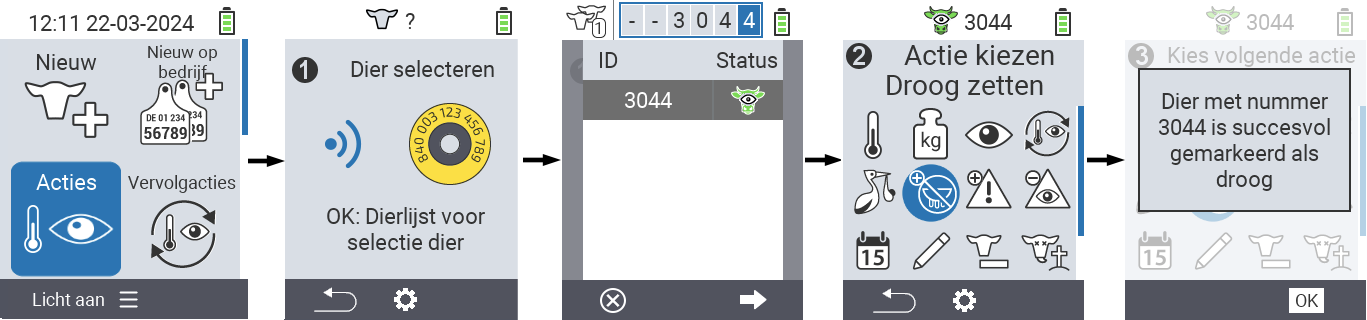 12:11 22-03-2024
Nieuw
Nieuw op
bedrijf
DE 01 234
56789
234
89
Acties
Vervolgacties
Licht aan
?
1
Dier selecteren
840 003 123 456 789
OK: Dierlijst voor
selectie dier
1
- - 3 0 4 4
ID Status
3044
3044
2 Actie kiezen
Droog zetten
kg
15
3044
3 Kies volgende actie
Dier met nummer
3044 is succesvol
gemarkeerd als
droog
15
OK